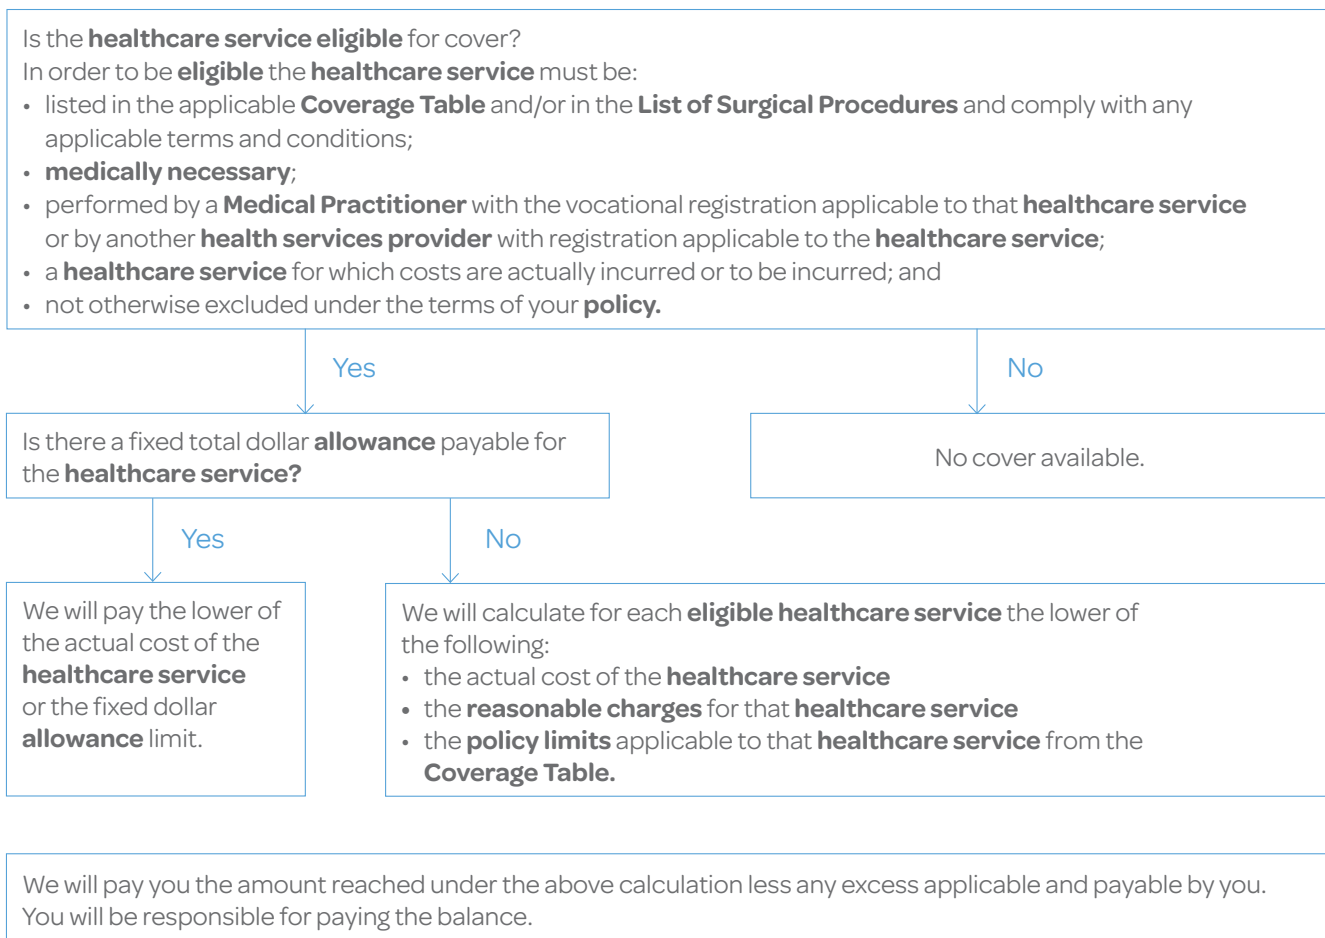 Is the healthcare service eligible for cover?
In order to be eligible the healthcare service must be:
• listed in the applicable Coverage Table and/or in the List of Surgical Procedures and comply with any
applicable terms and conditions;
• medically necessary;
• performed by a Medical Practitioner with the vocational registration applicable to that healthcare service
or by another health services provider with registration applicable to the healthcare service;
• a healthcare service for which costs are actually incurred or to be incurred; and
• not otherwise excluded under the terms of your policy.
Yes
No
Is there a fixed total dollar allowance payable for
the healthcare service?
No cover available.
Yes
No
We will pay the lower of
the actual cost of the
healthcare service
or the fixed dollar
allowance limit.
We will calculate for each eligible healthcare service the lower of
the following:
• the actual cost of the healthcare service
• the reasonable charges for that healthcare service
• the policy limits applicable to that healthcare service from the
Coverage Table.
We will pay you the amount reached under the above calculation less any excess applicable and payable by you.
You will be responsible for paying the balance.